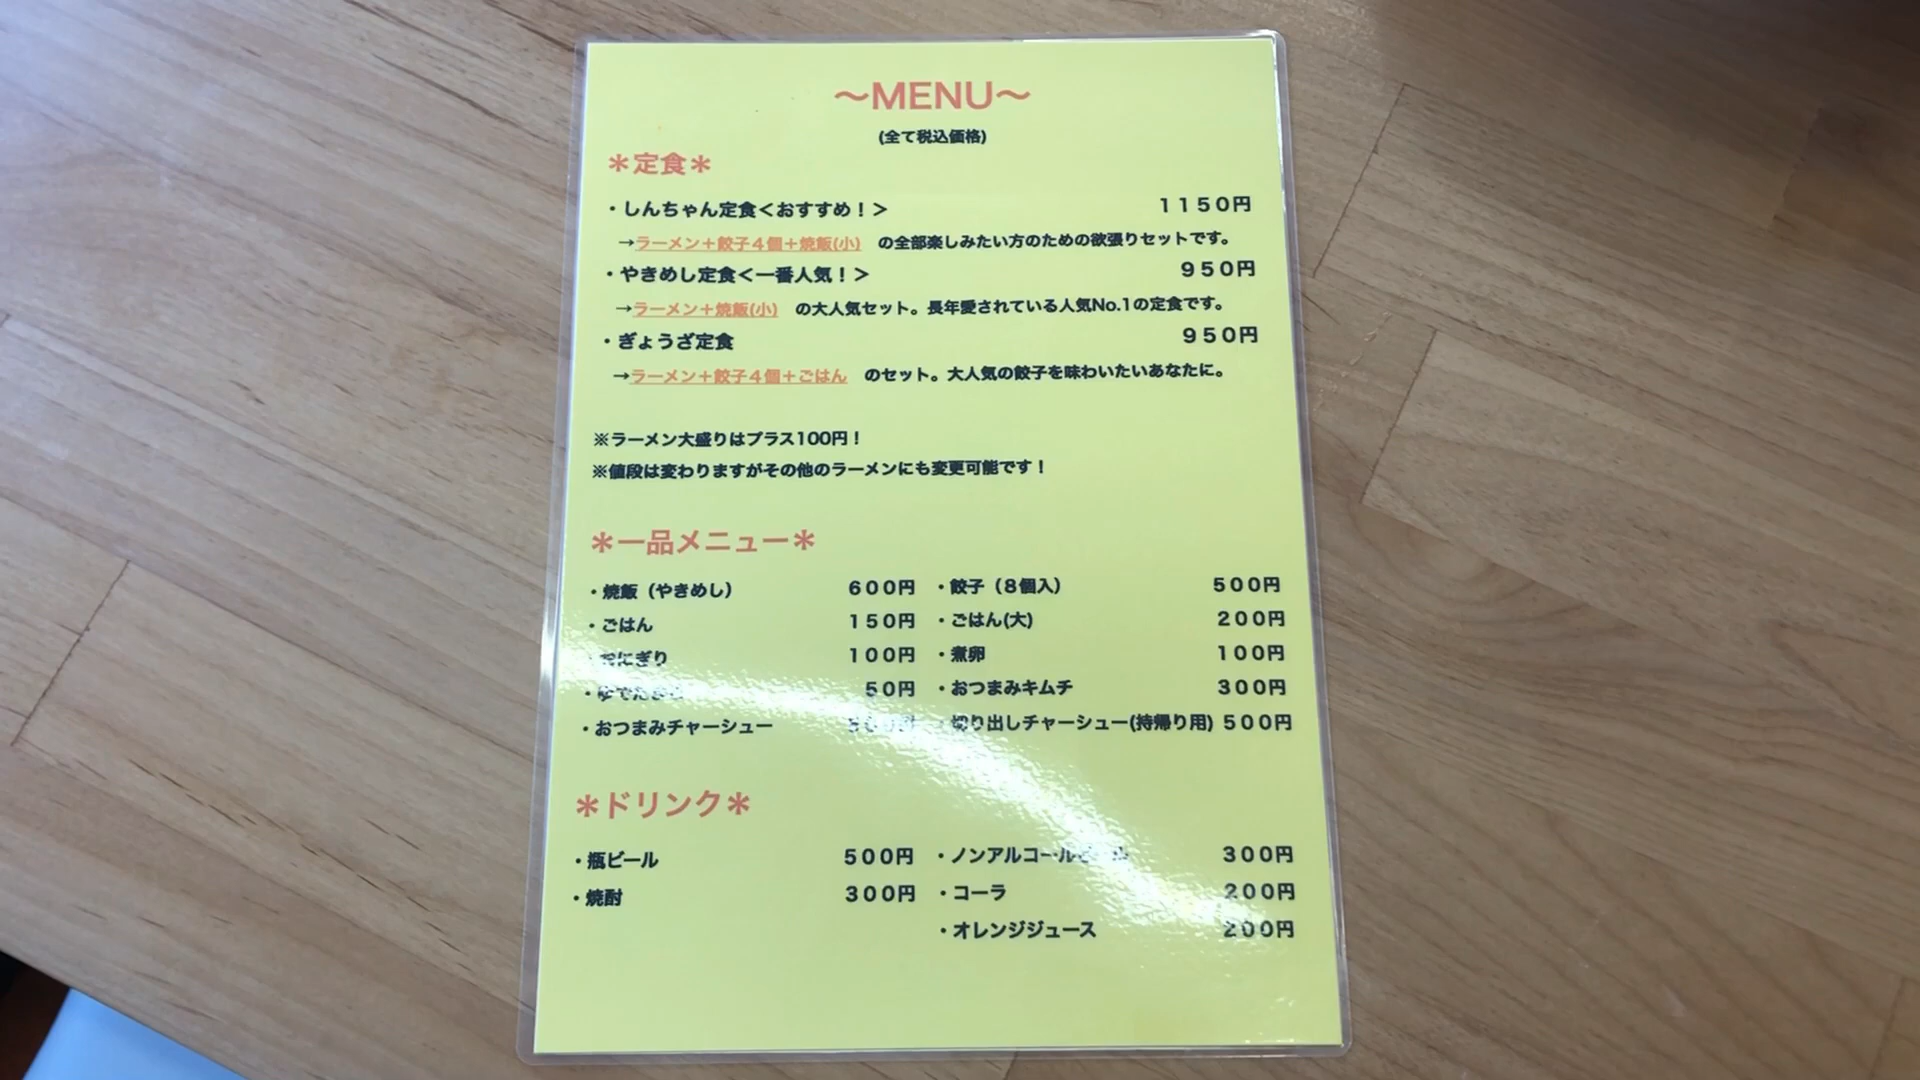 ～MENU～
(全て税込価格)
＊定食＊
・しんちゃん定食＜おすすめ！＞ １１５０円
→ラーメン＋餃子４個＋焼飯(小) の全部楽しみたい方のための欲張りセットです。
・やきめし定食＜一番人気！＞ ９５０円
→ラーメン＋焼飯(小) の大人気セット。長年愛されている人気No.1の定食です。
・ぎょうざ定食 ９５０円
→ラーメン＋餃子４個＋ごはん のセット。大人気の餃子を味わいたいあなたに。
※ラーメン大盛りはプラス100円！
※値段は変わりますがその他のラーメンにも変更可能です！
＊一品メニュー＊
・焼飯（やきめし） ６００円 ・餃子（８個入） ５００円
・ごはん １５０円 ・ごはん(大) ２００円
おにぎり １００円 ・煮卵 １００円
・ ５０円 ・おつまみキムチ ３００円
・おつまみチャーシュー 切り出しチャーシュー(持帰り用) ５００円
＊ドリンク＊
・瓶ビール ５００円 ・ノンアルコールビール ３００円
・焼酎 ３００円 ・コーラ ２００円
・オレンジジュース ２００円